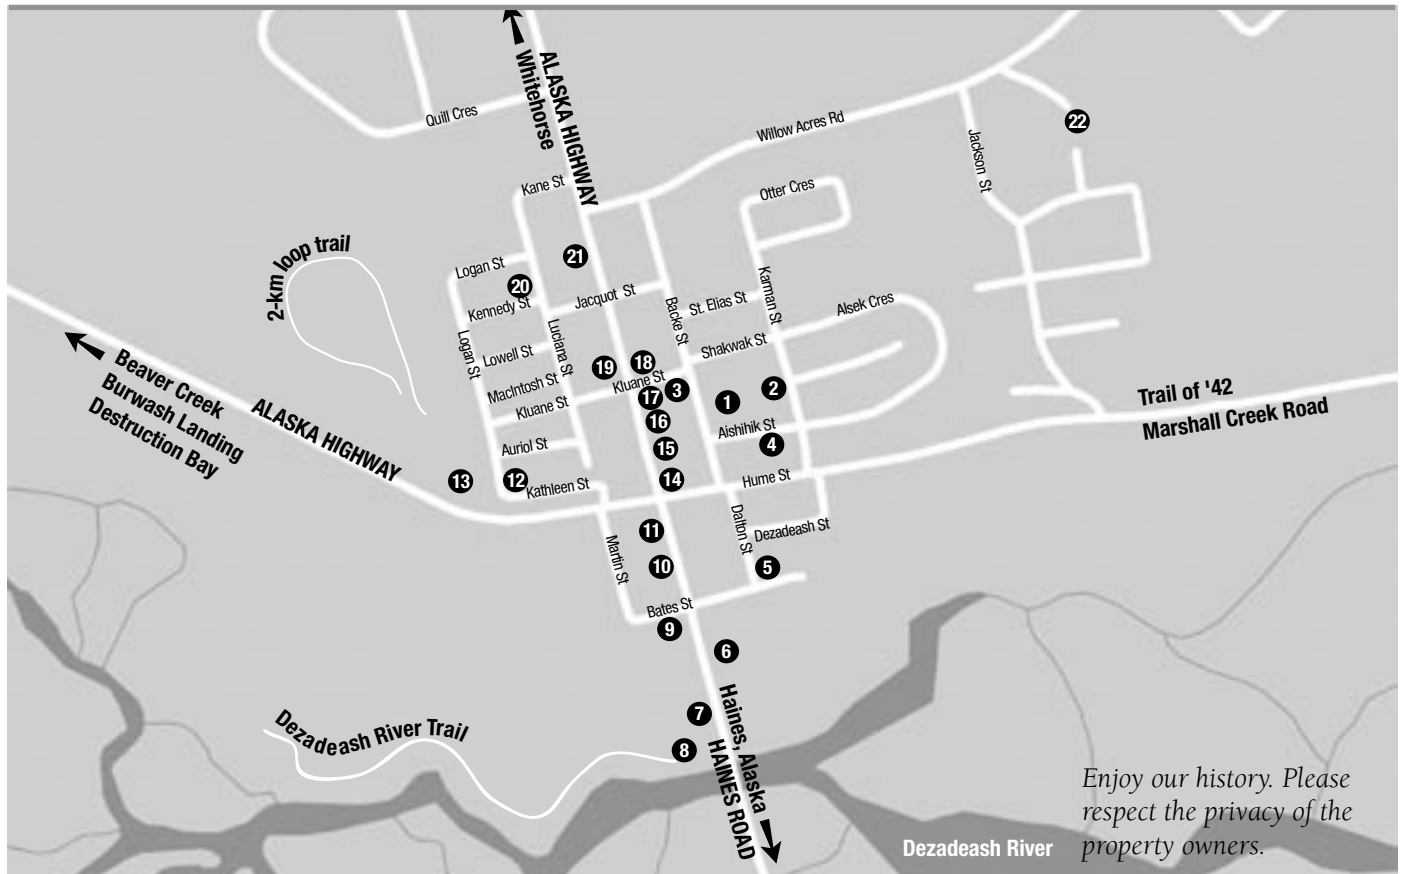 Whitehorse
ALASKA HIGHWAY
Quill Cres
Willow Acres Rd
22
Jackson St
Kane St
Otter Cres
2-km loop trail
21
Logan St
20
Kennedy St
Jacquot St
Backe St
St. Elias St
Karman St
Alsek Cres
Logan St
Lowell St
Luciana St
Shakwak St
19
18
MacIntosh St
Kluane St
3
2
17
1
Kluane St
16
Aishihik St
4
Auriol St
15
13
12
Kathleen St
14
Hume St
Trail of '42
Marshall Creek Road
Beaver Creek
Burwash Landing
Destruction Bay
ALASKA HIGHWAY
11
Dalton St
Dezadeash St
Martin St
10
5
Bates St
9
6
Haines, Alaska
HAINES ROAD
7
8
Dezadeash River Trail
Dezadeash River
Enjoy our history. Please
respect the privacy of the
property owners.